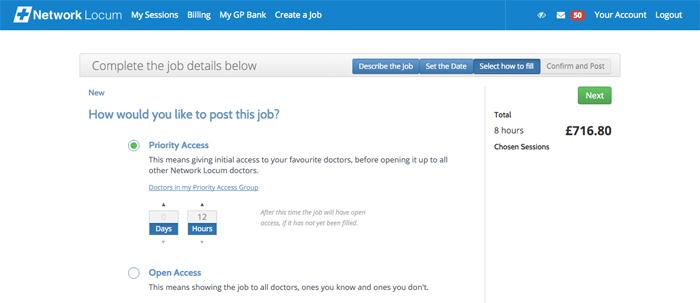 Network Locum My Sessions Billing My GP Bank Create a Job 50 Your Account Logout
Complete the job details below Describe the Job Set the Date Select how to fill Confirm and Post
New Next
How would you like to post this job? Total
8 hours £716.80
Priority Access Chosen Sessions
This means giving initial access to your favourite doctors, before opening it up to all
other Network Locum doctors.
Doctors in my Priority Access Group
0 12 After this time the job will have open
Days Hours access, if it has not yet been filled.
Open Access
This means showing the job to all doctors, ones you know and ones you don't.